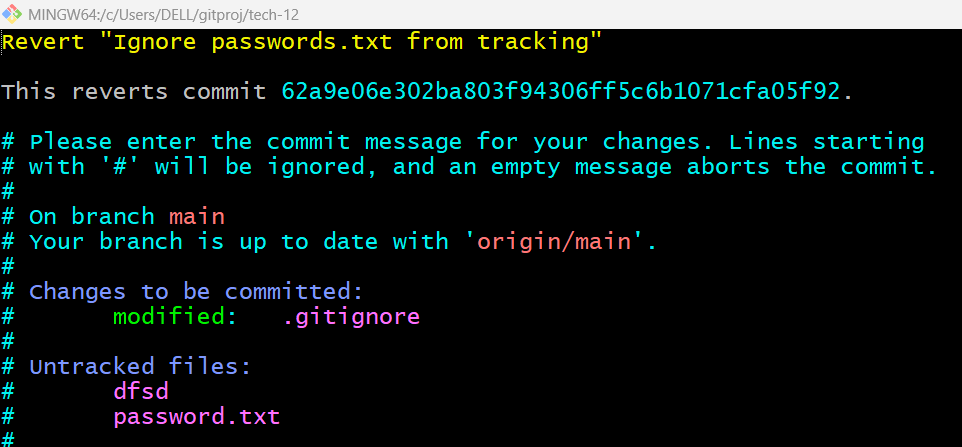 MINGW64:/c/Users/DELL/gitproj/tech-12
Revert "Ignore passwords.txt from tracking"
This reverts commit 62a9e06e302ba803f94306ff5c6b1071cfa05f92.
# Please enter the commit message for your changes. Lines starting
# with '#' will be ignored, and an empty message aborts the commit.
#
# On branch main
# Your branch is up to date with 'origin/main'.
#
# Changes to be committed:
#       modified:   .gitignore
#
# Untracked files:
#       dfsd
#       password.txt
#